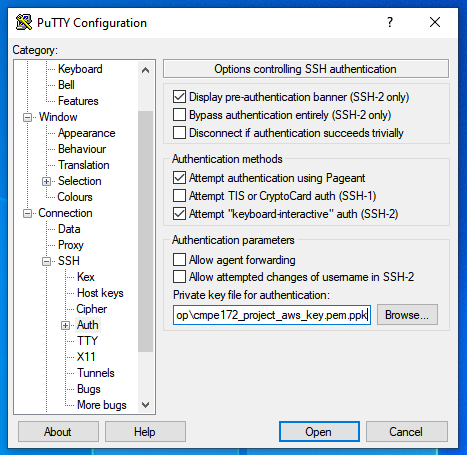 PuTTY Configuration
? ×
Category:
Keyboard
Bell
Features
Window
Appearance
Behaviour
Translation
Selection
Colours
Connection
Data
Proxy
SSH
Kex
Host keys
Cipher
Auth
TTY
X11
Tunnels
Bugs
More bugs
Options controlling SSH authentication
Display pre-authentication banner (SSH-2 only)
Bypass authentication entirely (SSH-2 only)
Disconnect if authentication succeeds trivially
Authentication methods
Attempt authentication using Pageant
Attempt TIS or CryptoCard auth (SSH-1)
Attempt "keyboard-interactive" auth (SSH-2)
Authentication parameters
Allow agent forwarding
Allow attempted changes of username in SSH-2
Private key file for authentication:
op\cmpe172_project_aws_key.pem.ppk Browse...
About Help Open Cancel